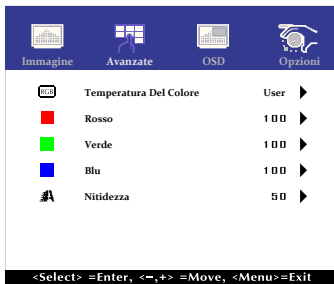 Immagine Avanzate OSD Opzioni
RGB Temperatura Del Colore User
Rosso 100
Verde 100
Blu 100
Nitidezza 50
<Select> =Enter, <-,+> =Move, <Menu>=Exit